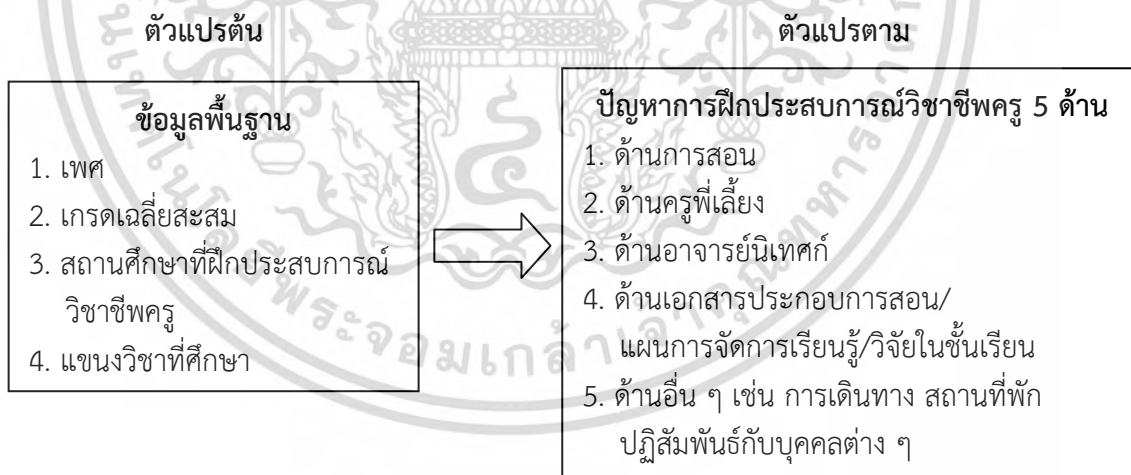 ตัวแปรต้น
ตัวแปรตาม
ข้อมูลพื้นฐาน
1. เพศ
2. เกรดเฉลี่ยสะสม
3. สถานศึกษาที่ฝึกประสบการณ์
วิชาชีพครู
4. แขนงวิชาที่ศึกษา
ปัญหาการฝึกประสบการณ์วิชาชีพครู 5 ด้าน
1. ด้านการสอน
2. ด้านครูพี่เลี้ยง
3. ด้านอาจารย์นิเทศก์
4. ด้านเอกสารประกอบการสอน/
แผนการจัดการเรียนรู้/วิจัยในชั้นเรียน
5. ด้านอื่น ๆ เช่น การเดินทาง สถานที่พัก
ปฏิสัมพันธ์กับบุคคลต่าง ๆ